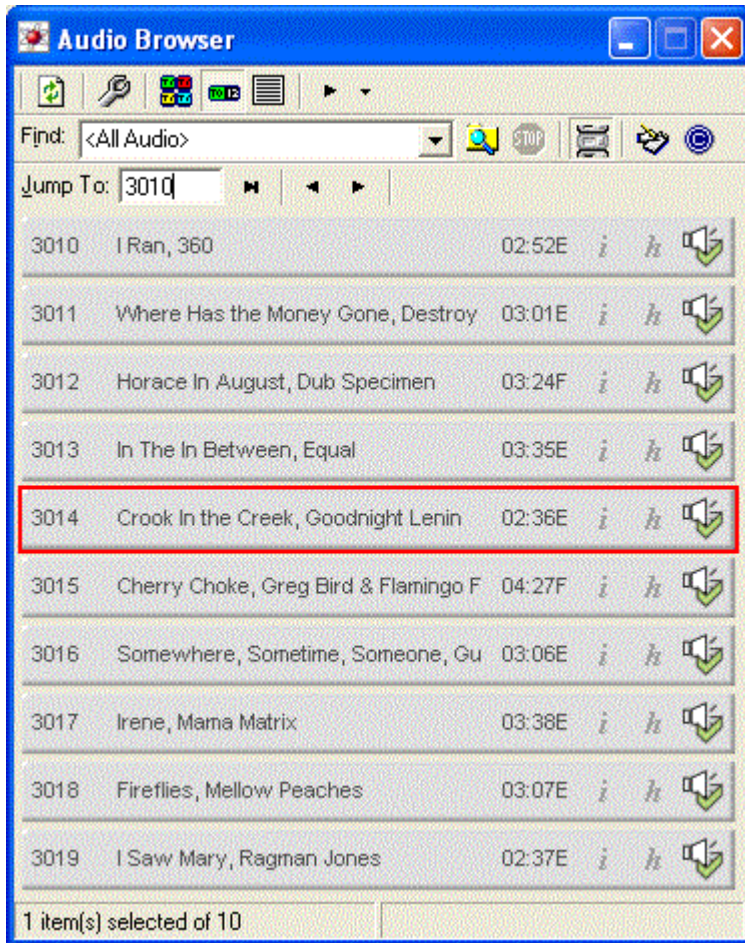 Audio Browser
Find: <All Audio>
STOP
Jump To: 3010
3010 I Ran, 360 02:52E i h
3011 Where Has the Money Gone, Destroy 03:01E i h
3012 Horace In August, Dub Specimen 03:24F i h
3013 In The In Between, Equal 03:35E i h
3014 Crook In the Creek, Goodnight Lenin 02:36E i h
3015 Cherry Choke, Greg Bird & Flamingo F 04:27F i h
3016 Somewhere, Sometime, Someone, Gu 03:06E i h
3017 Irene, Mama Matrix 03:38E i h
3018 Fireflies, Mellow Peaches 03:07E i h
3019 I Saw Mary, Ragman Jones 02:37E i h
1 item(s) selected of 10